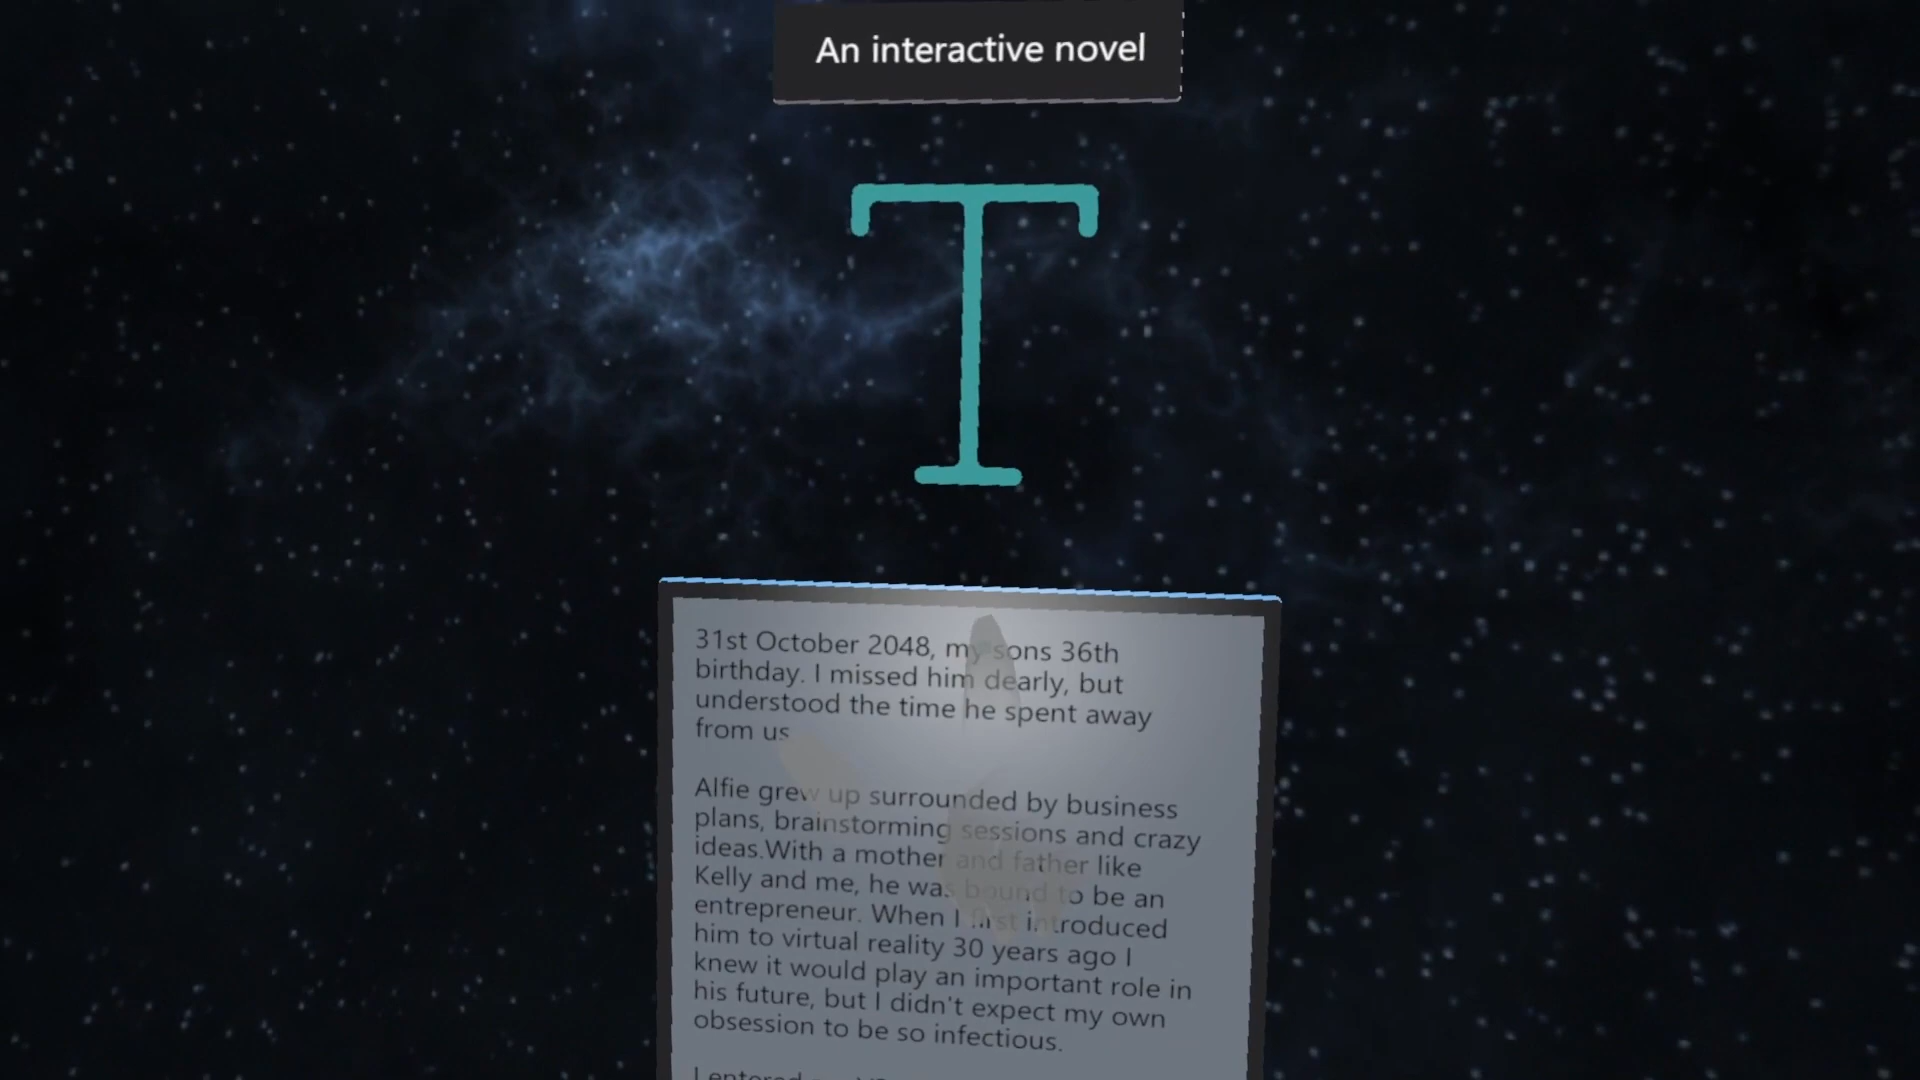 An interactive novel
T
31st October 2048, my sons 36th
birthday. I missed him dearly, but
understood the time he spent away
from us
Alfie grew up surrounded by business
plans, brainstorming sessions and crazy
ideas.With a mother and father like
Kelly and me, he was bound to be an
entrepreneur. When I first introduced
him to virtual reality 30 years ago I
knew it would play an important role in
his future, but I didn't expect my own
obsession to be so infectious.
I entered